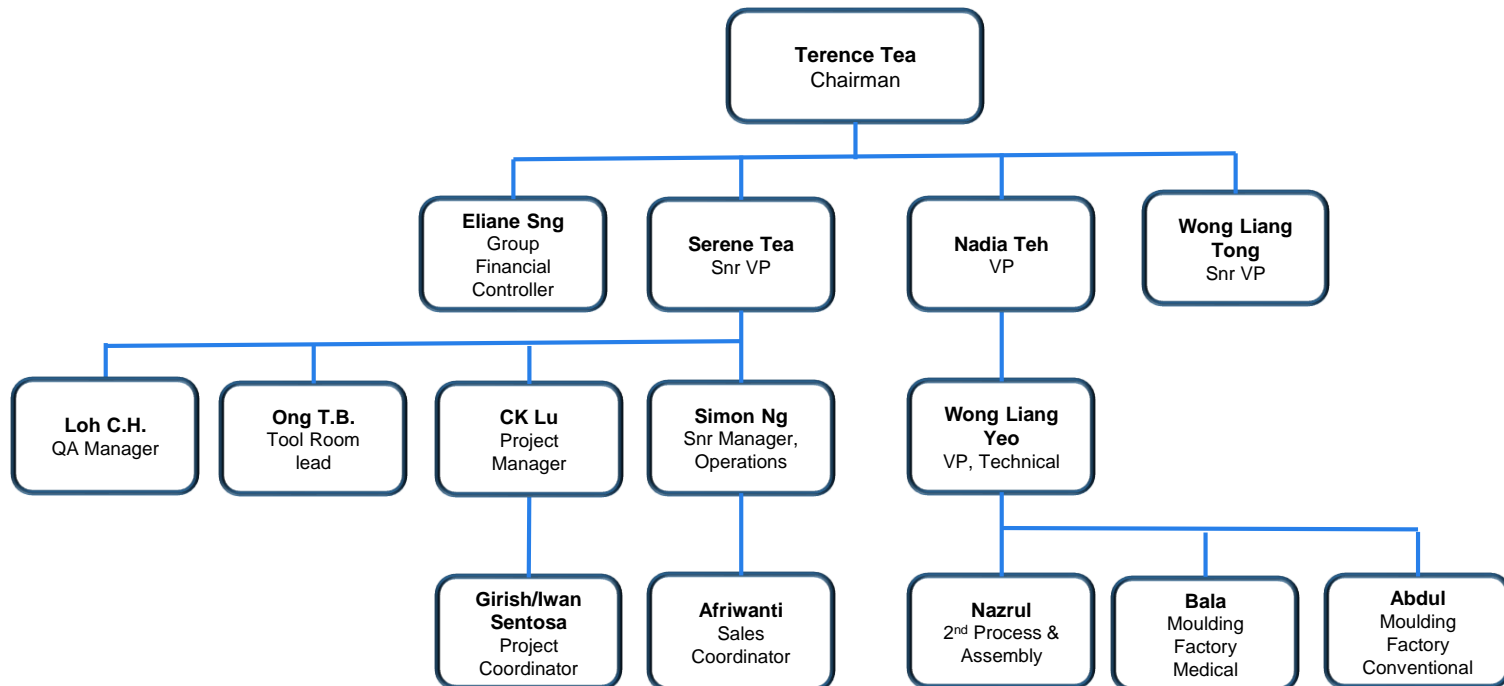 Terence Tea
Chairman
Eliane Sng
Group
Financial
Controller
Serene Tea
Snr VP
Nadia Teh
VP
Wong Liang
Tong
Snr VP
Loh C.H.
QA Manager
Ong T.B.
Tool Room
lead
CK Lu
Project
Manager
Simon Ng
Snr Manager,
Operations
Wong Liang
Yeo
VP, Technical
Girish/Iwan
Sentosa
Project
Coordinator
Afriwanti
Sales
Coordinator
Nazrul
2nd Process &
Assembly
Bala
Moulding
Factory
Medical
Abdul
Moulding
Factory
Conventional